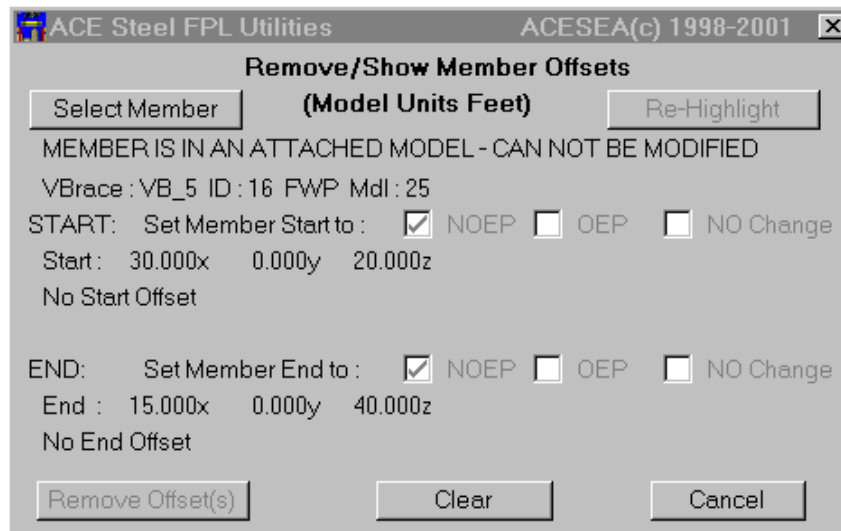 ACE Steel FPL Utilities ACESEA(c) 1998-2001
Remove/Show Member Offsets
Select Member (Model Units Feet) Re-Highlight
MEMBER IS IN AN ATTACHED MODEL - CAN NOT BE MODIFIED
VBrace : VB_5 ID : 16 FWP Mdl : 25
START: Set Member Start to : NOEP OEP NO Change
Start : 30.000x 0.000y 20.000z
No Start Offset
END: Set Member End to : NOEP OEP NO Change
End : 15.000x 0.000y 40.000z
No End Offset
Remove Offset(s) Clear Cancel